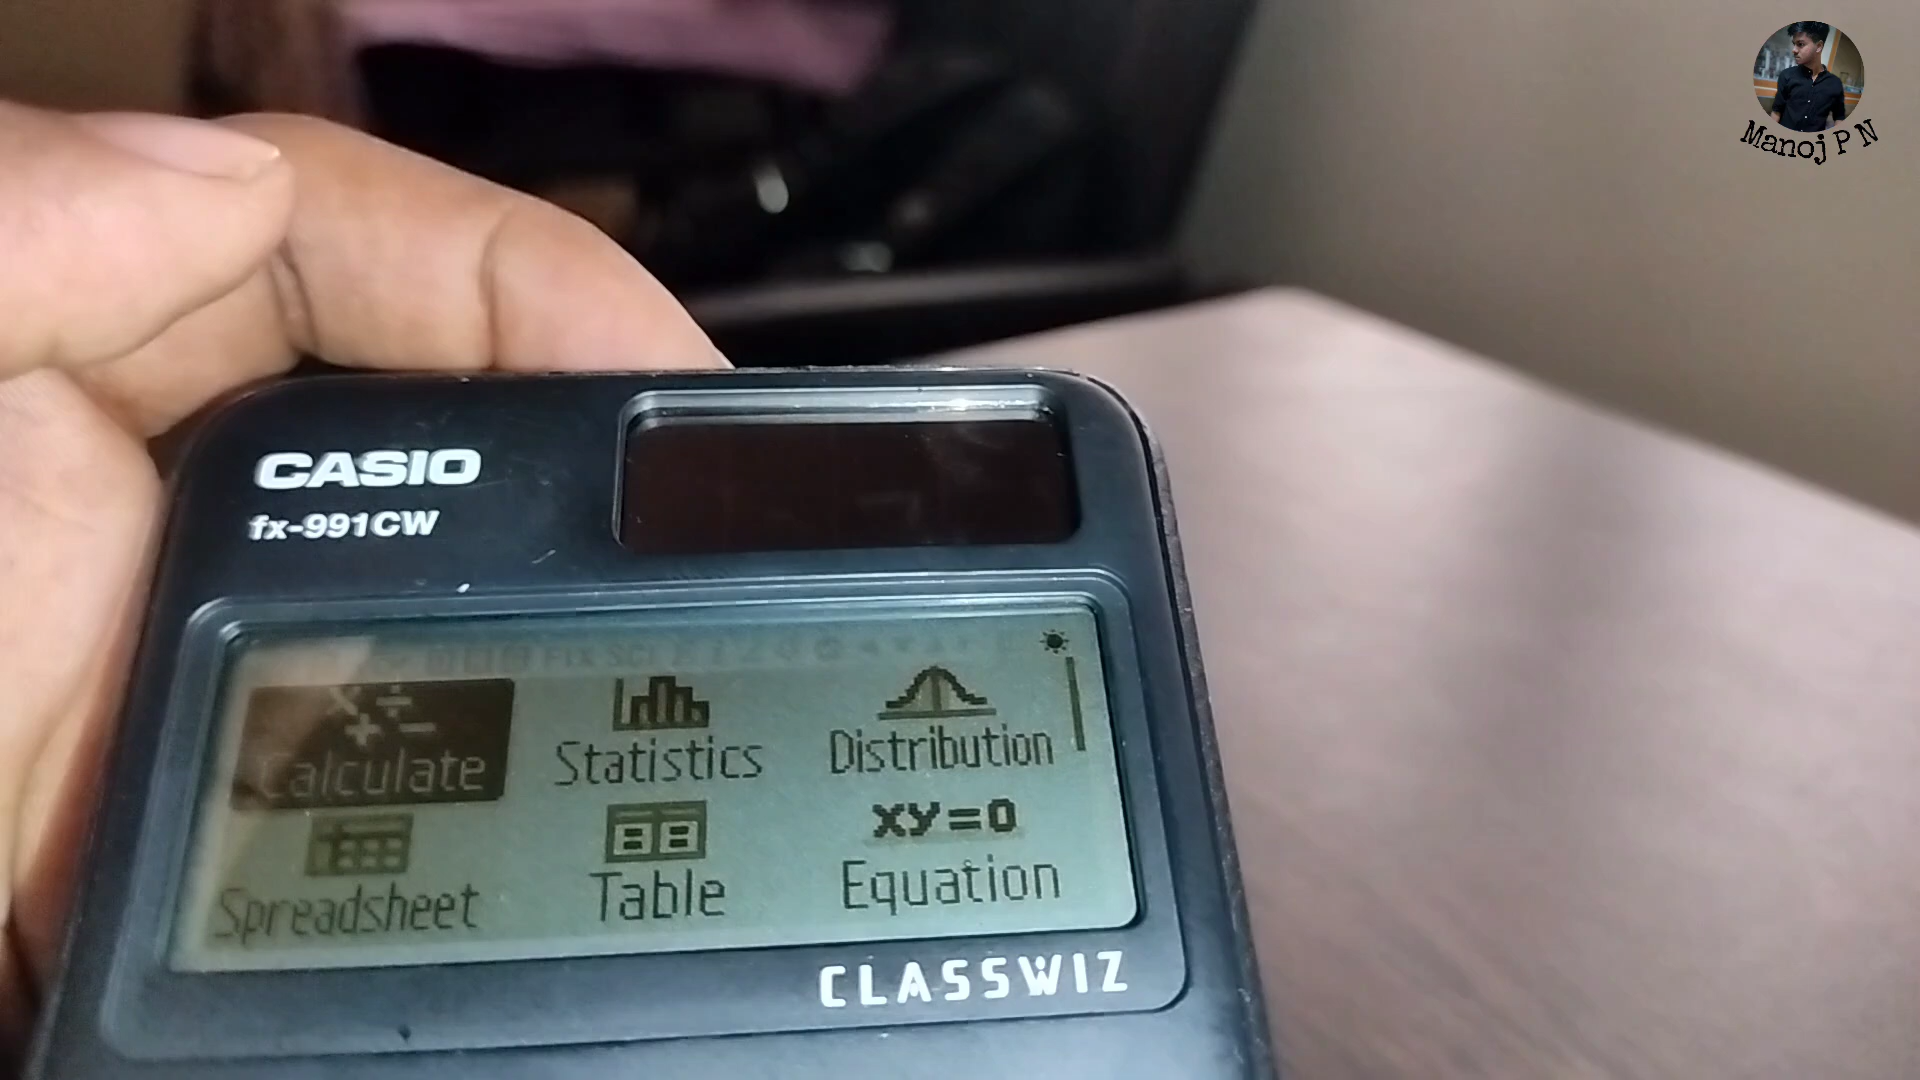 Manoj P N
CASIO
fx-991CW
FIX SCI
Calculate
Statistics
Distribution
xy=0
Spreadsheet
Table
Equation
CLASSWIZ